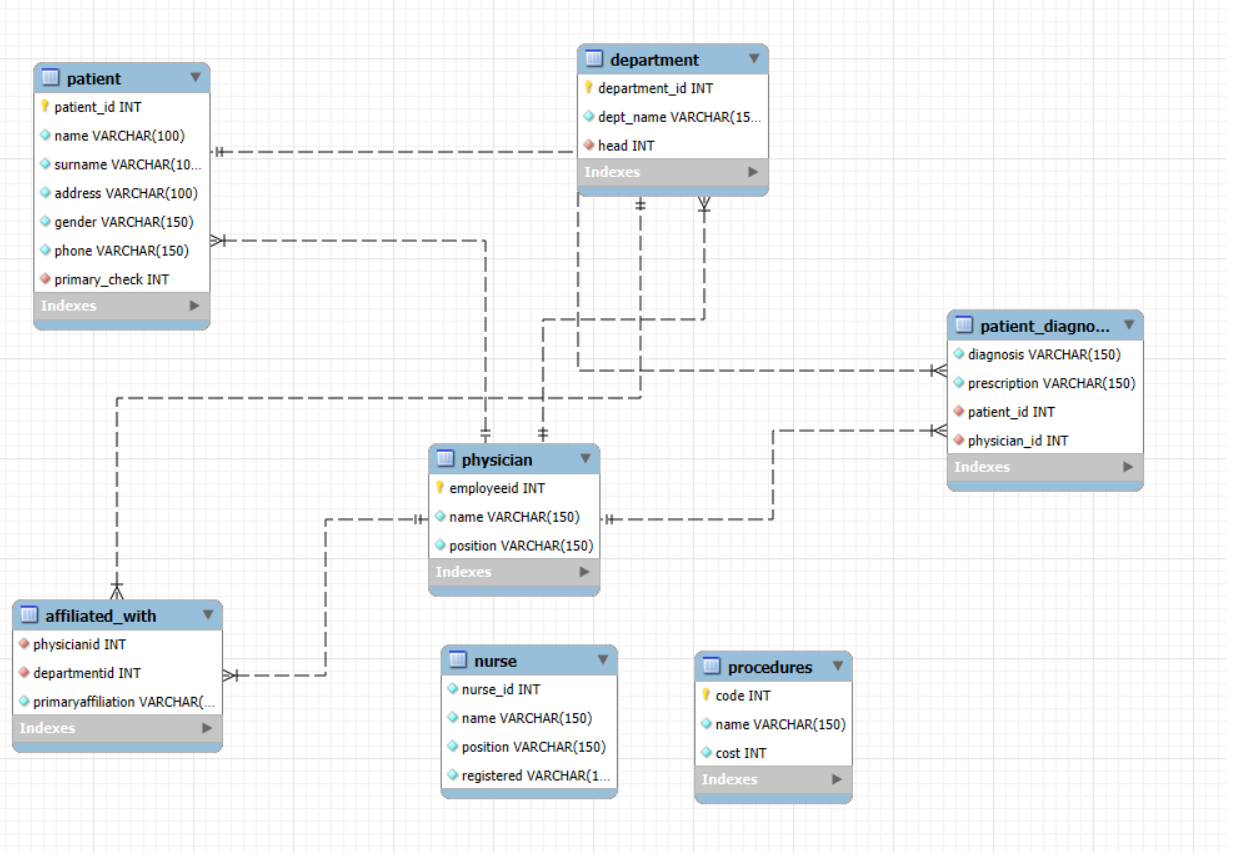 patient
patient_id INT
name VARCHAR(100)
surname VARCHAR(10...
address VARCHAR(100)
gender VARCHAR(150)
phone VARCHAR(150)
primary_check INT
Indexes
department
department_id INT
dept_name VARCHAR(15...
head INT
Indexes
patient_diagno...
diagnosis VARCHAR(150)
prescription VARCHAR(150)
patient_id INT
physician_id INT
Indexes
physician
employeeid INT
name VARCHAR(150)
position VARCHAR(150)
Indexes
affiliated_with
physicianid INT
departmentid INT
primaryaffiliation VARCHAR(...
Indexes
nurse
nurse_id INT
name VARCHAR(150)
position VARCHAR(150)
registered VARCHAR(1...
procedures
code INT
name VARCHAR(150)
cost INT
Indexes